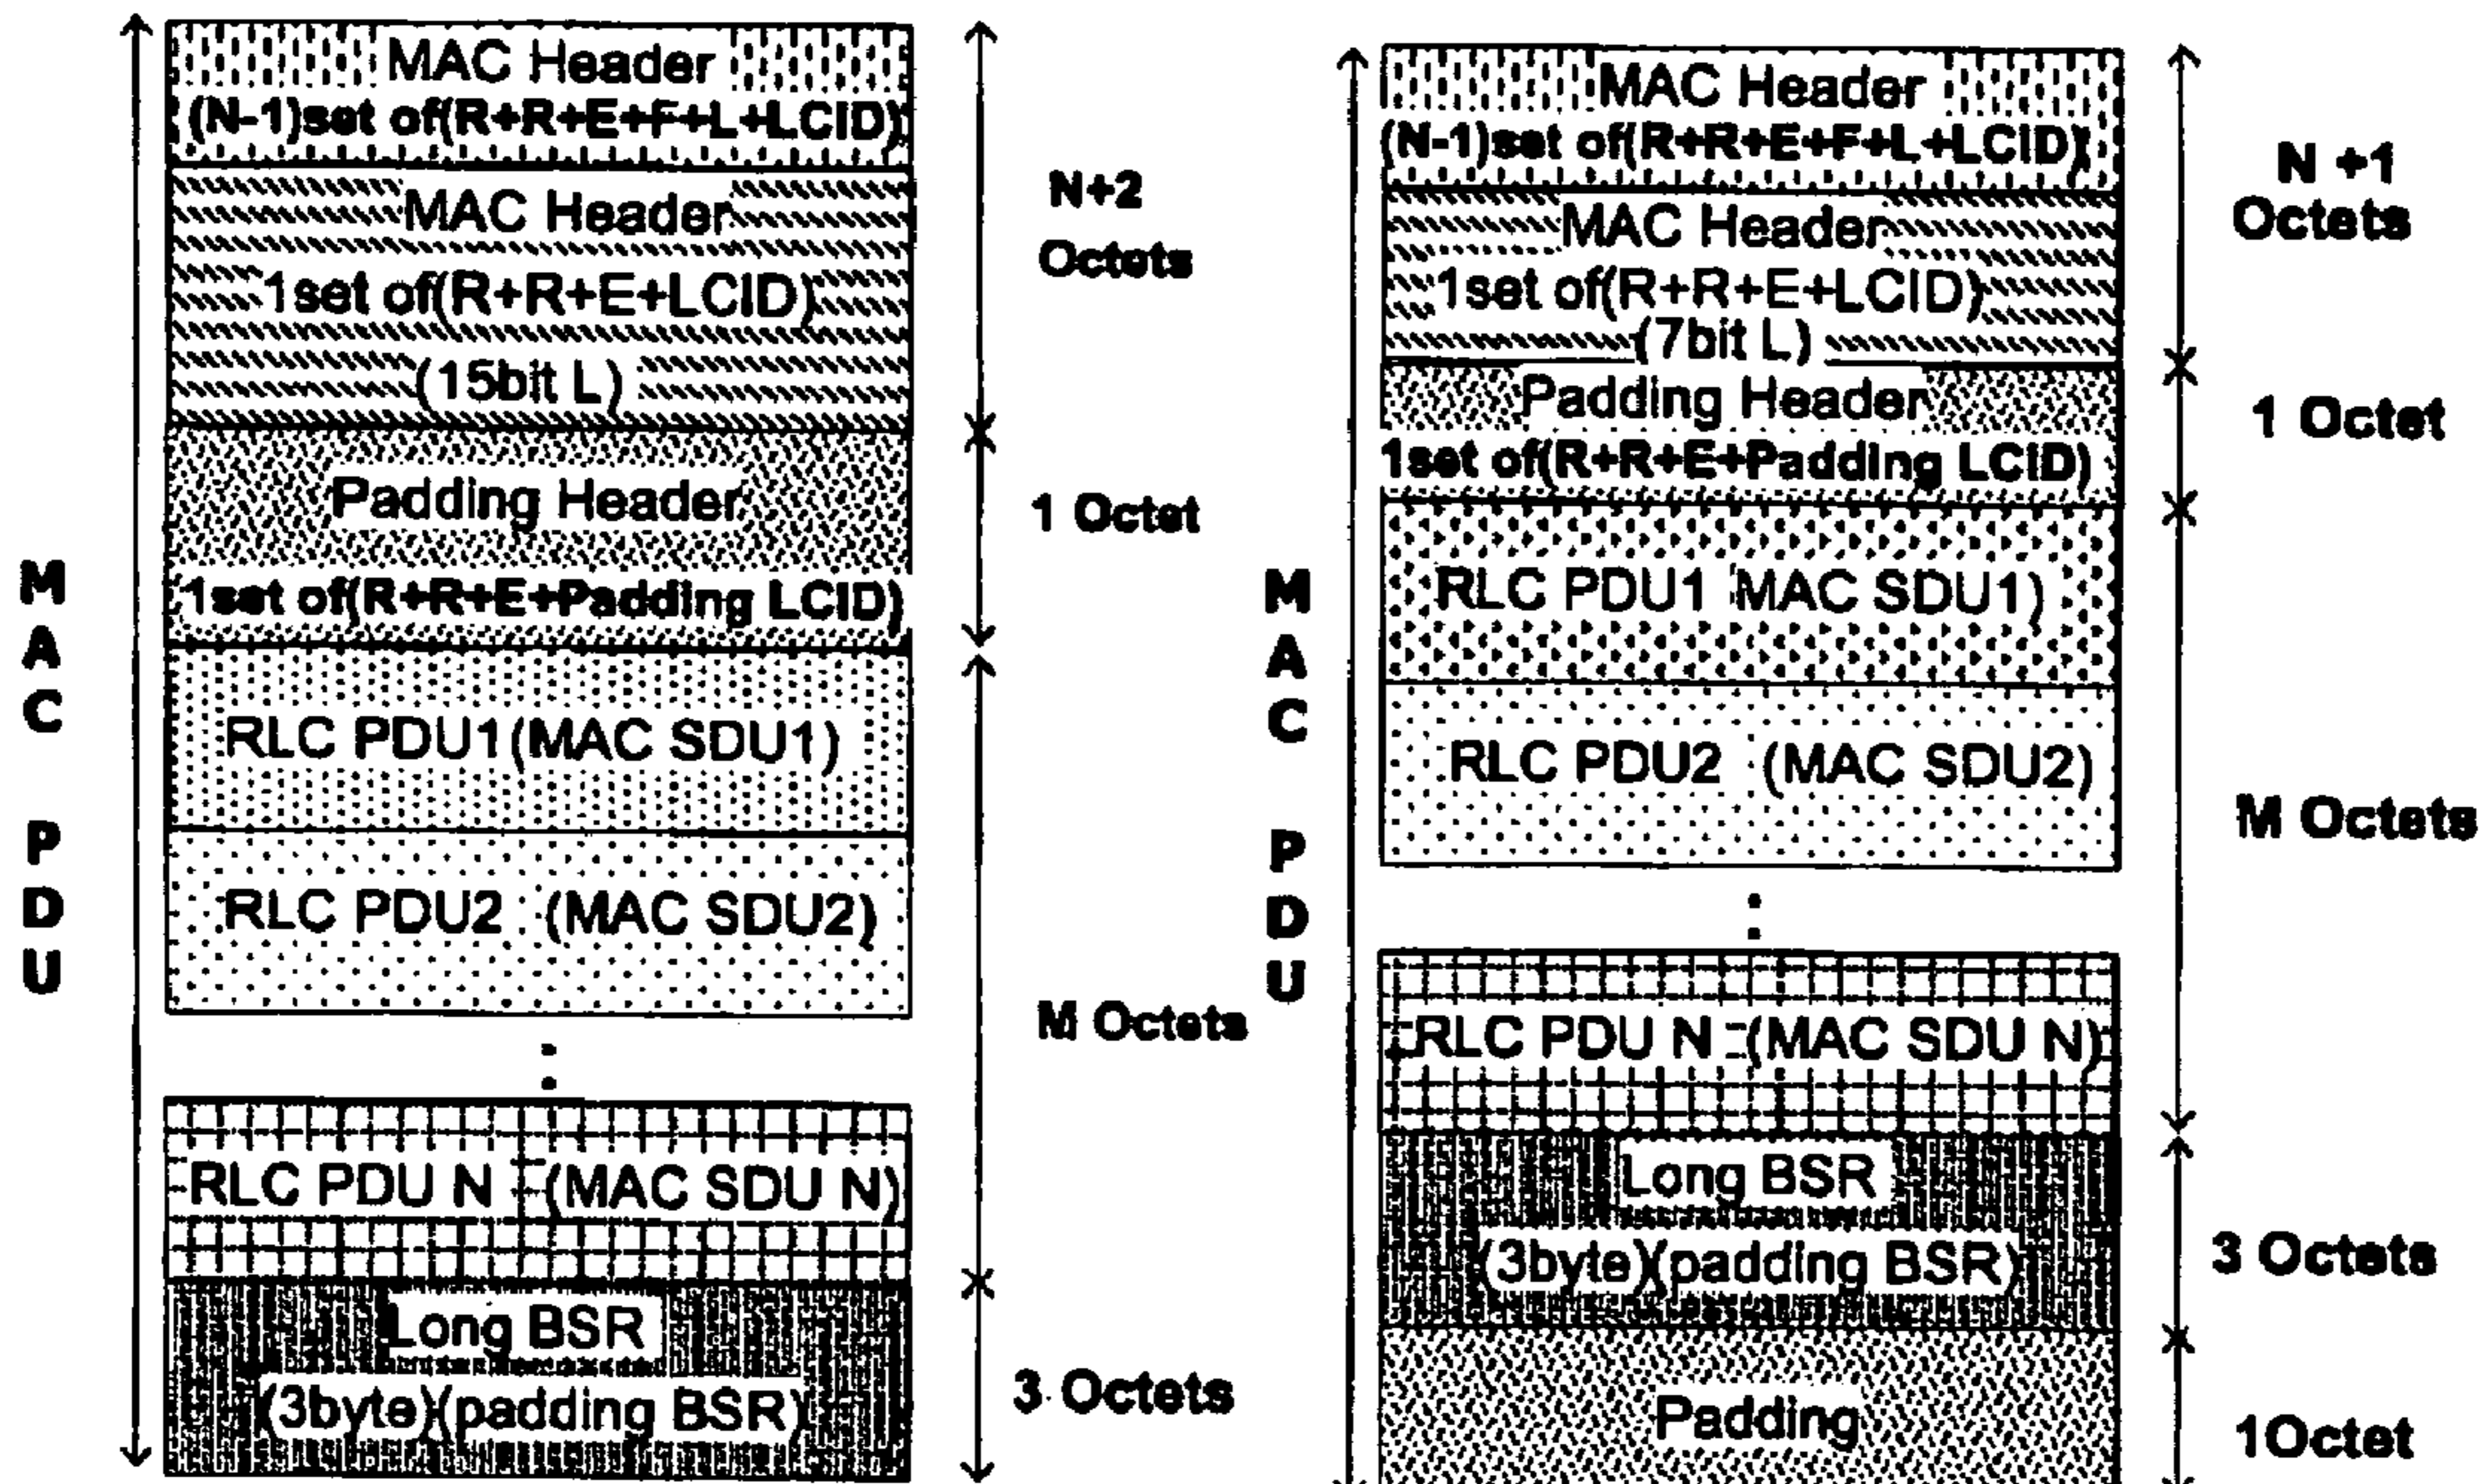 MAC PDU
MAC Header
(N-1)set of(R+R+E+F+L+LCID)
MAC Header
1set of(R+R+E+LCID)
(15bit L)
Padding Header
1set of(R+R+E+Padding LCID)
RLC PDU1(MAC SDU1)
RLC PDU2 (MAC SDU2)
:
RLC PDU N (MAC SDU N)
Long BSR
(3byte)(padding BSR)
N+2
Octets
1 Octet
M Octets
3 Octets
MAC PDU
MAC Header
(N-1)set of(R+R+E+F+L+LCID)
MAC Header
1set of(R+R+E+LCID)
(7bit L)
Padding Header
1set of(R+R+E+Padding LCID)
RLC PDU1 MAC SDU1)
RLC PDU2 (MAC SDU2)
:
RLC PDU N (MAC SDU N)
Long BSR
(3byte)(padding BSR)
Padding
N +1
Octets
1 Octet
M Octets
3 Octets
1Octet